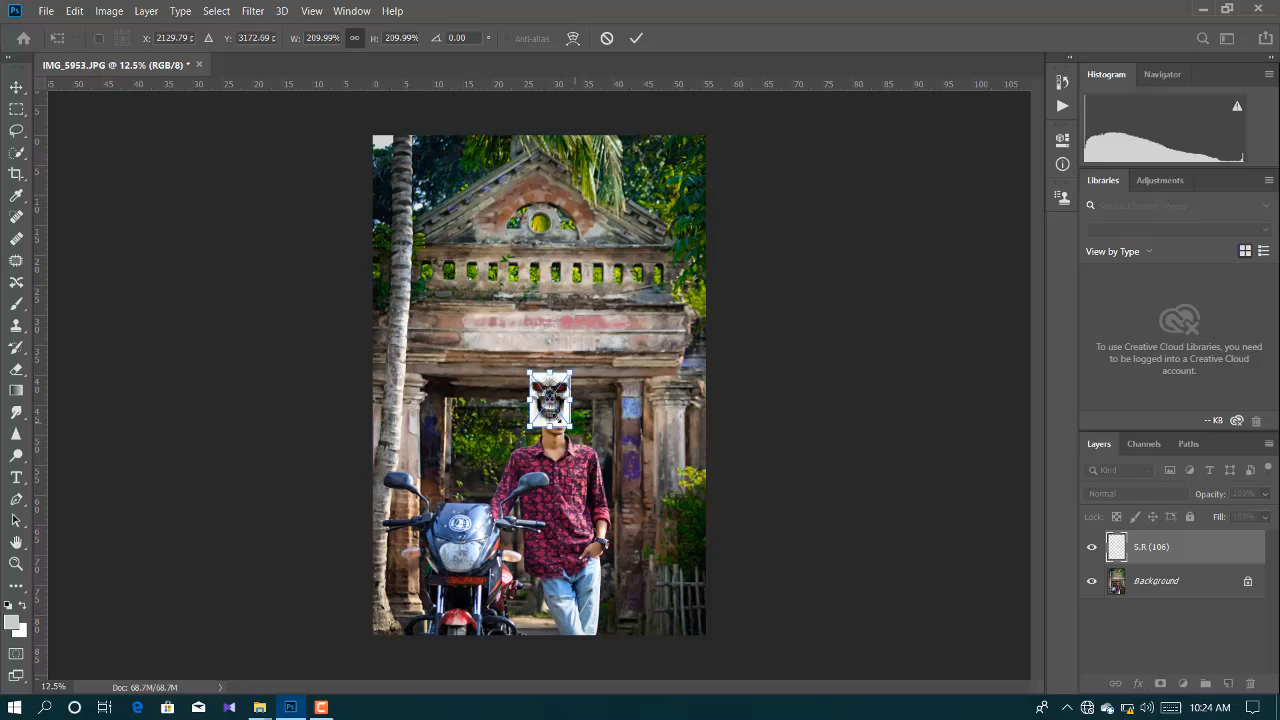 Ps File Edit Image Layer Type Select Filter 3D View Window Help
X: 2129.79 Y: 3172.69 W: 209.99% H: 209.99% 0.00 ° Anti-alias
IMG_5953.JPG @ 12.5% (RGB/8) *
Histogram Navigator
Libraries Adjustments
View by Type
To use Creative Cloud Libraries, you
need to be logged into a Creative Cloud
account.
-- KB
Layers Channels Paths
Kind
Normal Opacity: 100%
Lock: Fill: 100%
S.R (106)
Background
12.5% Doc: 68.7M/68.7M
10:24 AM